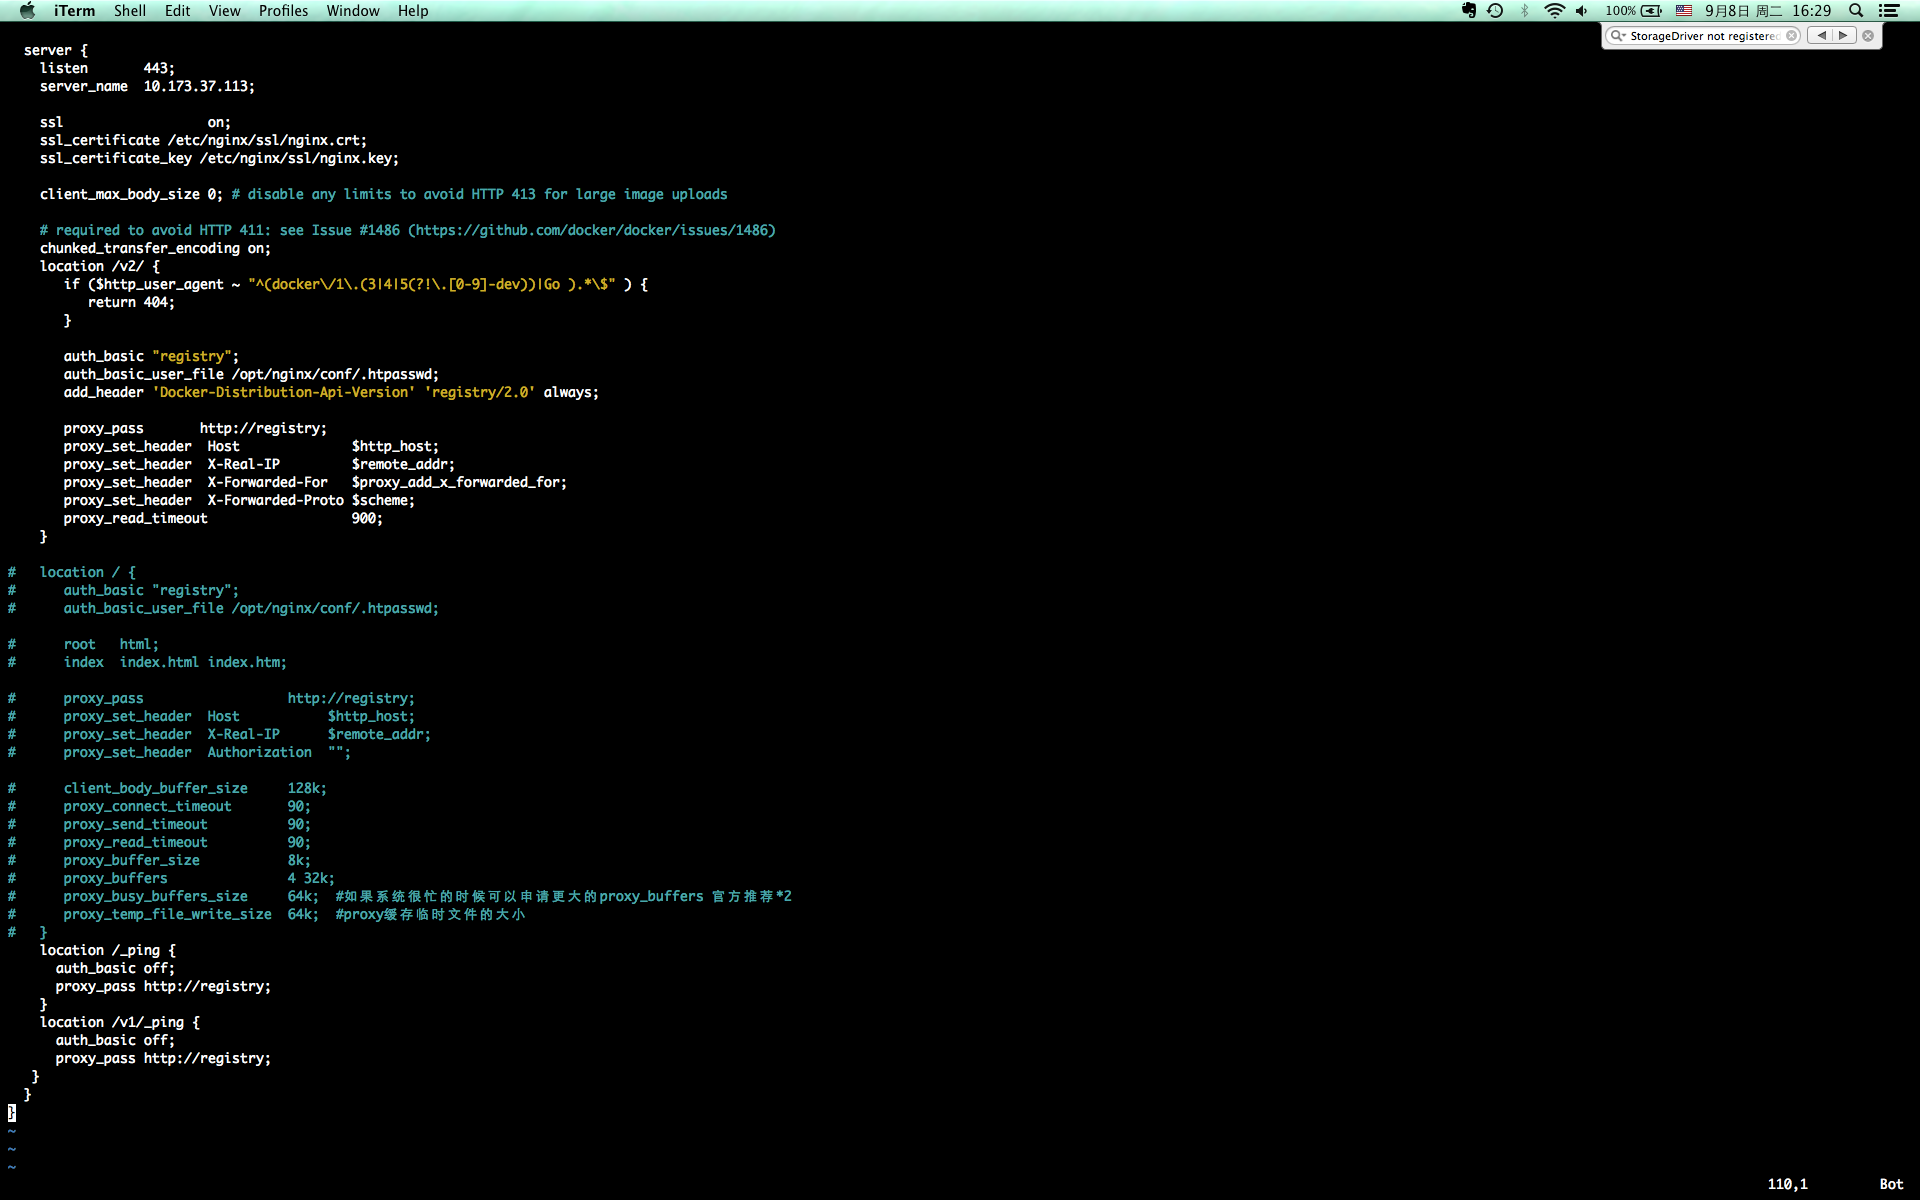 iTerm Shell Edit View Profiles Window Help 100% 9月8日 周二 16:29
StorageDriver not registered
server {
listen 443;
server_name 10.173.37.113;
ssl on;
ssl_certificate /etc/nginx/ssl/nginx.crt;
ssl_certificate_key /etc/nginx/ssl/nginx.key;
client_max_body_size 0; # disable any limits to avoid HTTP 413 for large image uploads
# required to avoid HTTP 411: see Issue #1486 (https://github.com/docker/docker/issues/1486)
chunked_transfer_encoding on;
location /v2/ {
if ($http_user_agent ~ "^(docker\/1\.(3|4|5(?!\.[0-9]-dev))|Go ).*\$" ) {
return 404;
}
auth_basic "registry";
auth_basic_user_file /opt/nginx/conf/.htpasswd;
add_header 'Docker-Distribution-Api-Version' 'registry/2.0' always;
proxy_pass http://registry;
proxy_set_header Host $http_host;
proxy_set_header X-Real-IP $remote_addr;
proxy_set_header X-Forwarded-For $proxy_add_x_forwarded_for;
proxy_set_header X-Forwarded-Proto $scheme;
proxy_read_timeout 900;
}
# location / {
# auth_basic "registry";
# auth_basic_user_file /opt/nginx/conf/.htpasswd;
# root html;
# index index.html index.htm;
# proxy_pass http://registry;
# proxy_set_header Host $http_host;
# proxy_set_header X-Real-IP $remote_addr;
# proxy_set_header Authorization "";
# client_body_buffer_size 128k;
# proxy_connect_timeout 90;
# proxy_send_timeout 90;
# proxy_read_timeout 90;
# proxy_buffer_size 8k;
# proxy_buffers 4 32k;
# proxy_busy_buffers_size 64k; #如果系统很忙的时候可以申请更大的proxy_buffers 官方推荐*2
# proxy_temp_file_write_size 64k; #proxy缓存临时文件的大小
# }
location /_ping {
auth_basic off;
proxy_pass http://registry;
}
location /v1/_ping {
auth_basic off;
proxy_pass http://registry;
}
}
}
~
~
~
110,1 Bot